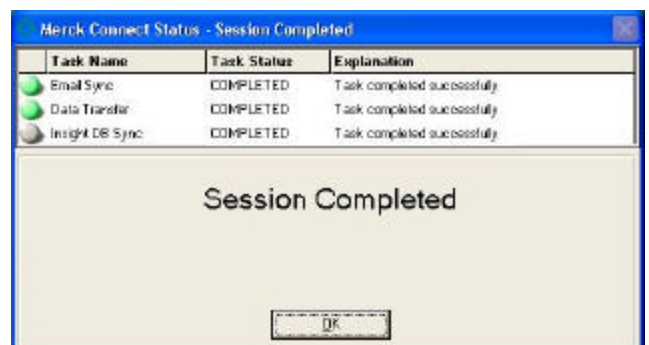 Merck Connect Status - Session Completed
Task Name Task Status Explanation
Email Sync COMPLETED Task completed successfully
Data Transfer COMPLETED Task completed successfully
Insight DB Sync COMPLETED Task completed successfully
Session Completed
OK